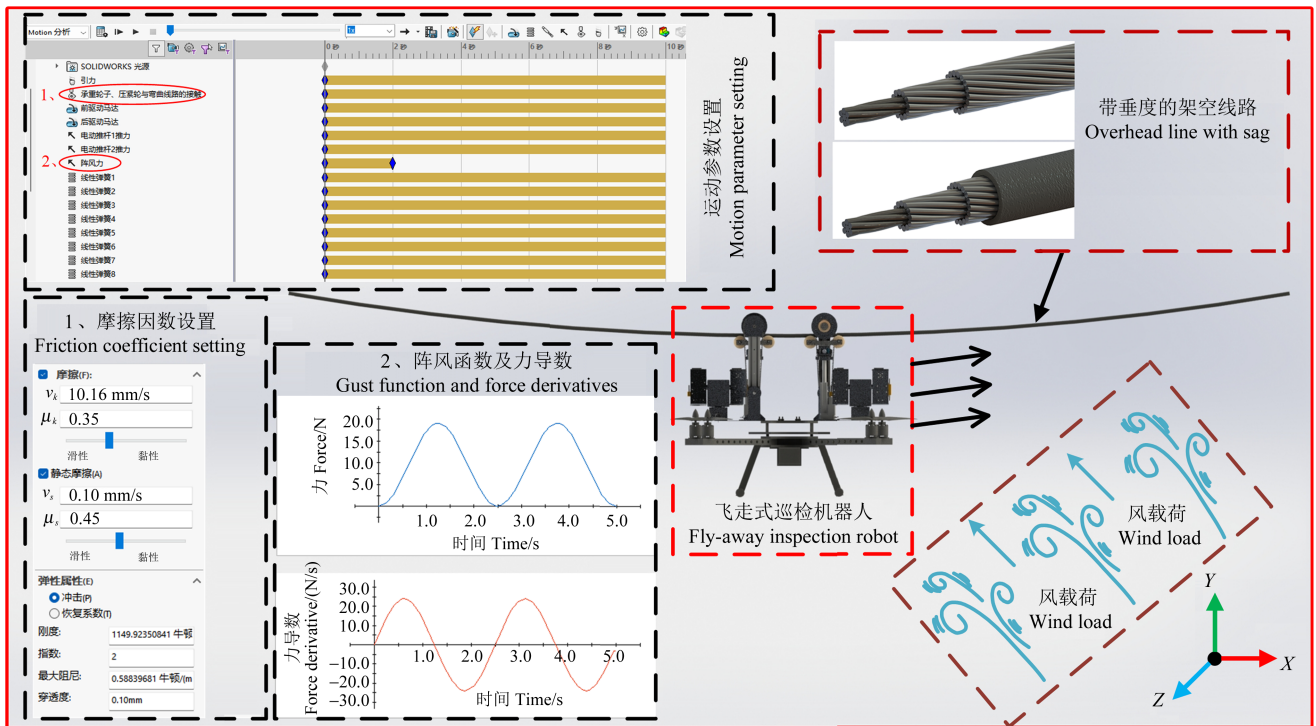 Motion 分析
1x
0 秒
2 秒
4 秒
6 秒
8 秒
10 秒
SOLIDWORKS 光源
引力
1、
承重轮子、压紧轮与弯曲线路的接触
前驱动马达
后驱动马达
电动推杆1推力
电动推杆2推力
2、
阵风力
线性弹簧1
线性弹簧2
线性弹簧3
线性弹簧4
线性弹簧5
线性弹簧6
线性弹簧7
线性弹簧8
运动参数设置
Motion parameter setting
带垂度的架空线路
Overhead line with sag
1、摩擦因数设置
Friction coefficient setting
摩擦(F):
vk 10.16 mm/s
μk 0.35
滑性 黏性
静态摩擦(A)
vs 0.10 mm/s
μs 0.45
滑性 黏性
弹性属性(E)
冲击(P)
恢复系数(T)
刚度: 1149.92350841 牛顿
指数: 2
最大阻尼: 0.58839681 牛顿/(m
穿透度: 0.10mm
2、阵风函数及力导数
Gust function and force derivatives
力 Force/N
20.0
15.0
10.0
5.0
1.0 2.0 3.0 4.0 5.0
时间 Time/s
力导数
Force derivative/(N/s)
30.0
20.0
10.0
−10.0
−20.0
−30.0
1.0 2.0 3.0 4.0 5.0
时间 Time/s
飞走式巡检机器人
Fly-away inspection robot
风载荷
Wind load
风载荷
Wind load
Y
X
Z